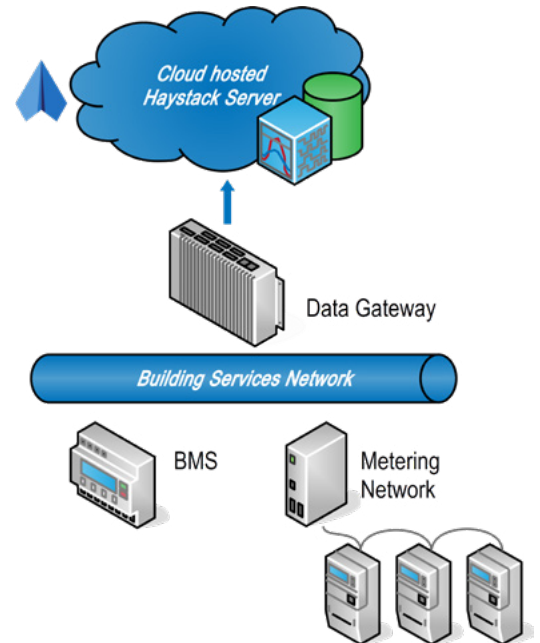 Cloud hosted
Haystack Server
Data Gateway
Building Services Network
BMS
Metering
Network